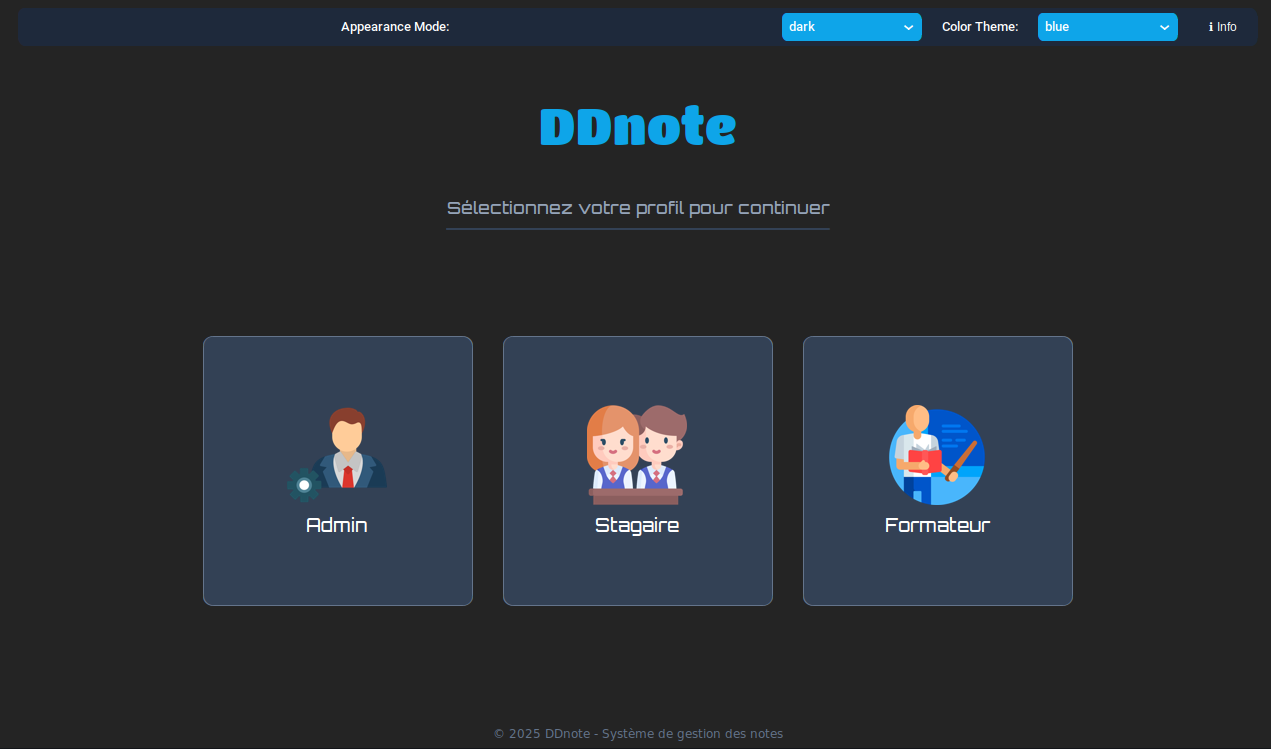 Appearance Mode: dark Color Theme: blue ℹ Info
DDnote
Sélectionnez votre profil pour continuer
Admin Stagaire Formateur
© 2025 DDnote - Système de gestion des notes